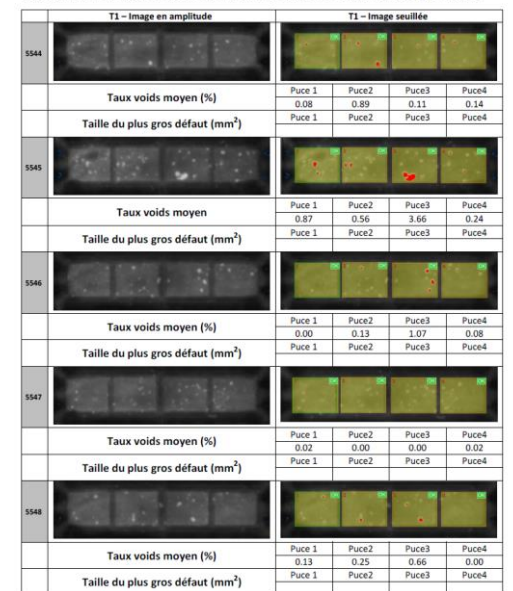 T1 – Image en amplitude T1 – Image seuillée
5544
Taux voids moyen (%) Puce 1 Puce2 Puce3 Puce4
0.08 0.89 0.11 0.14
Taille du plus gros défaut (mm²) Puce 1 Puce2 Puce3 Puce4
5545
Taux voids moyen Puce 1 Puce2 Puce3 Puce4
0.87 0.56 3.66 0.24
Taille du plus gros défaut (mm²) Puce 1 Puce2 Puce3 Puce4
5546
Taux voids moyen (%) Puce 1 Puce2 Puce3 Puce4
0.00 0.13 1.07 0.08
Taille du plus gros défaut (mm²) Puce 1 Puce2 Puce3 Puce4
5547
Taux voids moyen (%) Puce 1 Puce2 Puce3 Puce4
0.02 0.00 0.00 0.02
Taille du plus gros défaut (mm²) Puce 1 Puce2 Puce3 Puce4
5548
Taux voids moyen (%) Puce 1 Puce2 Puce3 Puce4
0.13 0.25 0.66 0.00
Taille du plus gros défaut (mm²) Puce 1 Puce2 Puce3 Puce4